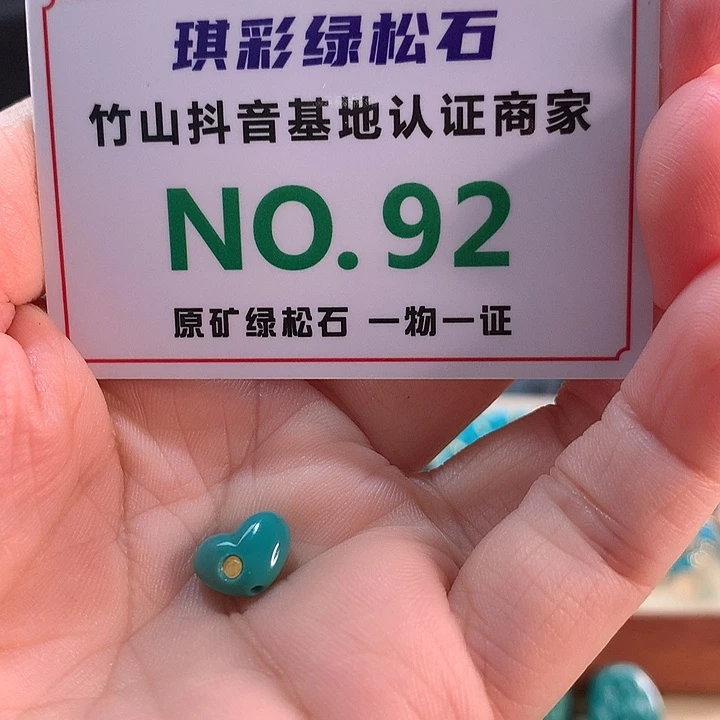 琪彩绿松石
竹山抖音基地认证商家
NO.92
原矿绿松石 一物一证